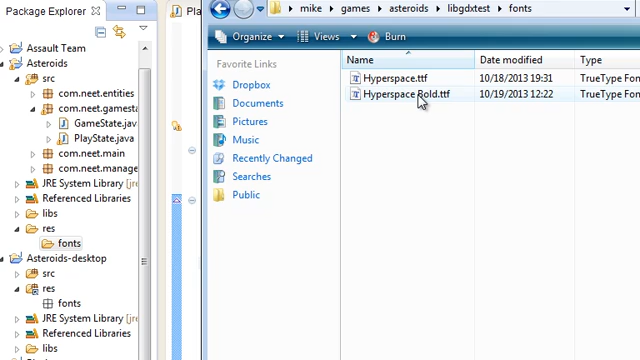 Package Explorer
Assault Team
Asteroids
src
com.neet.entities
com.neet.gamesta
GameState.java
PlayState.java
com.neet.main
com.neet.manage
JRE System Library [jre
Referenced Libraries
libs
res
fonts
Asteroids-desktop
src
res
fonts
JRE System Library [jr
Referenced Libraries
libs
Pla
mike
games
asteroids
libgdxtest
fonts
Organize
Views
Burn
Favorite Links
Dropbox
Documents
Pictures
Music
Recently Changed
Searches
Public
Name
Date modified
Type
Hyperspace.ttf
10/18/2013 19:31
TrueType Fon
Hyperspace Bold.ttf
10/19/2013 12:22
TrueType Fon